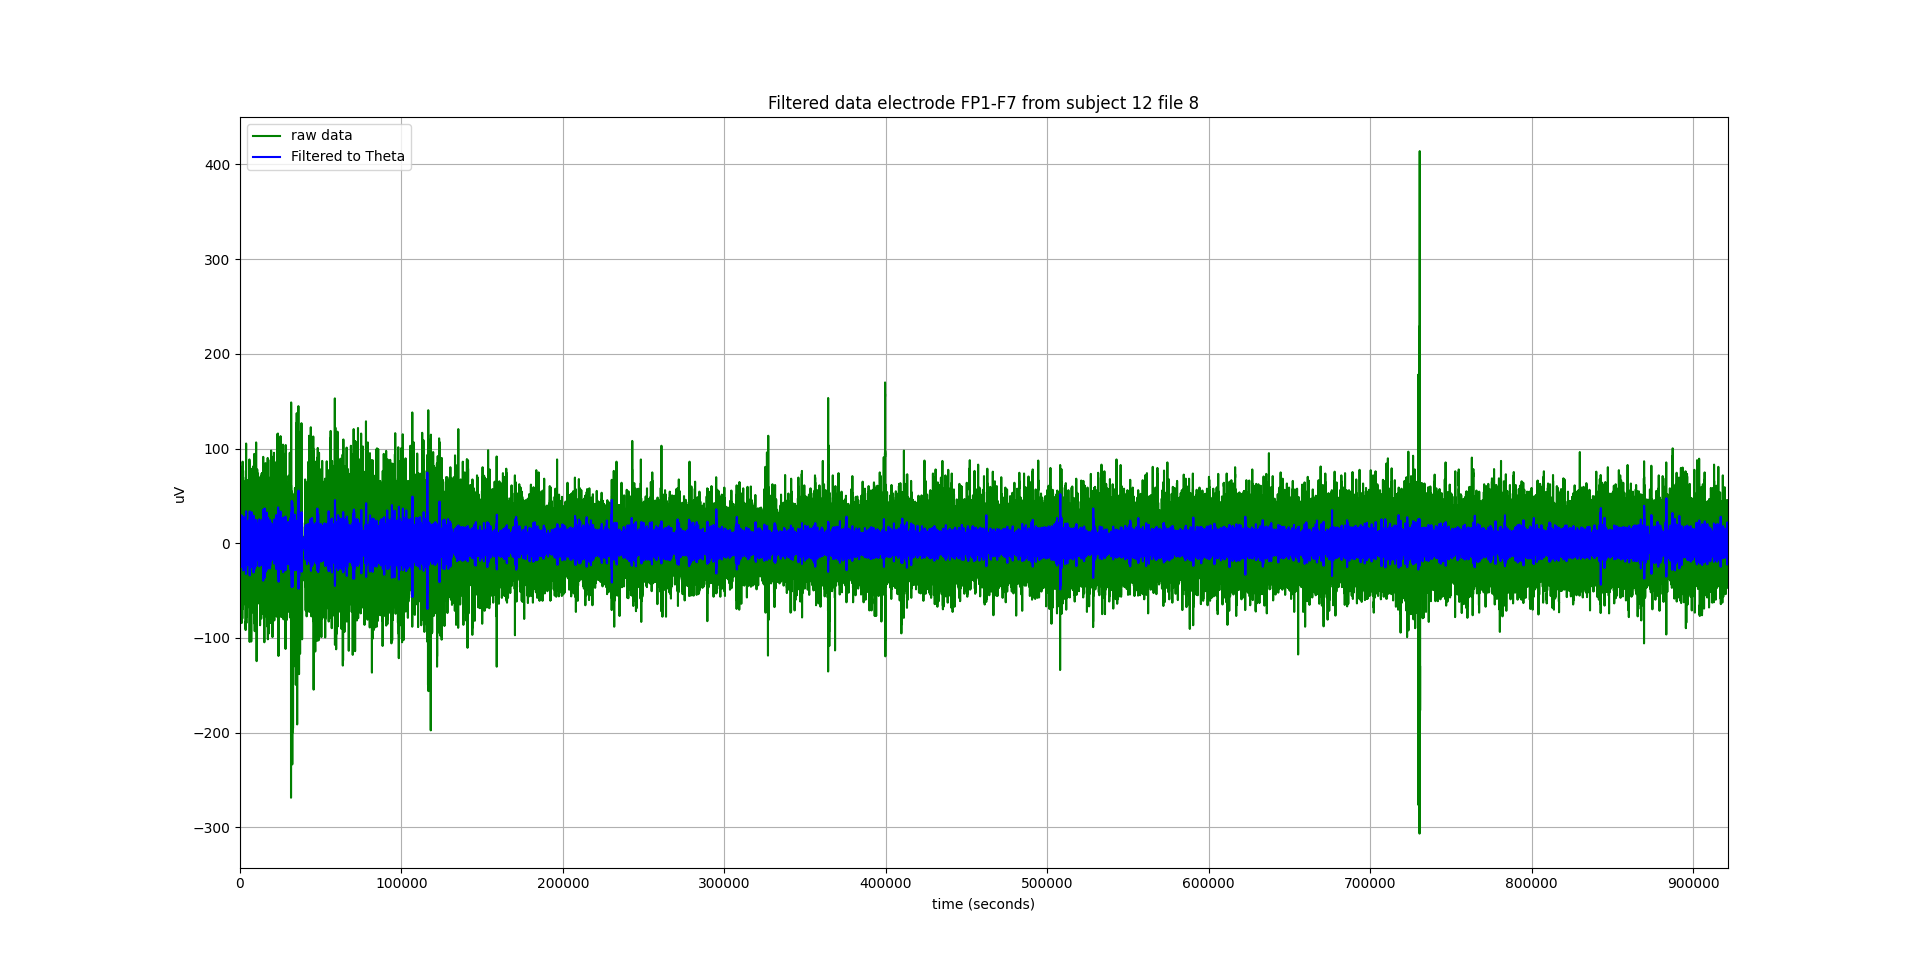 Filtered data electrode FP1-F7 from subject 12 file 8
raw data
Filtered to Theta
uV
400
300
200
100
0
−100
−200
−300
0 100000 200000 300000 400000 500000 600000 700000 800000 900000
time (seconds)